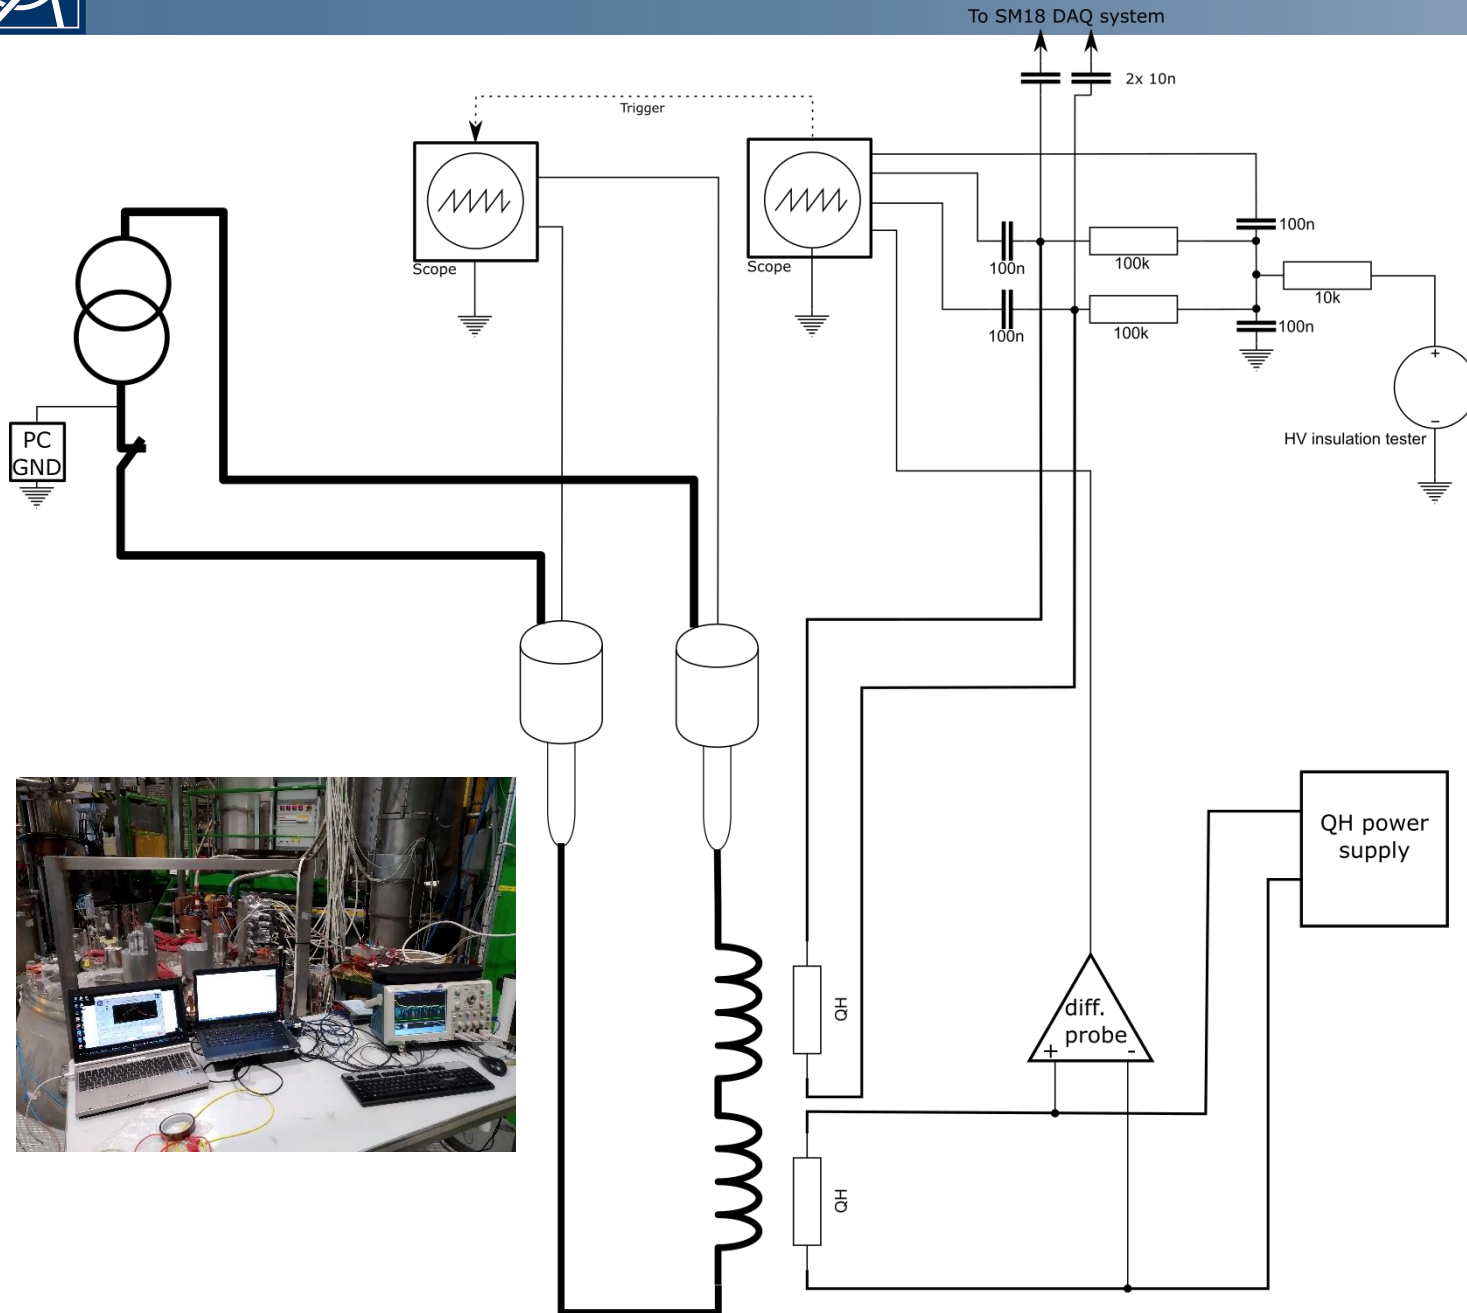 To SM18 DAQ system
2x 10n
Trigger
Scope
Scope
100n
100k
100n
10k
100n
100k
100n
PC
GND
+
−
HV insulation tester
diff.
probe
+ -
QH
QH
QH power
supply